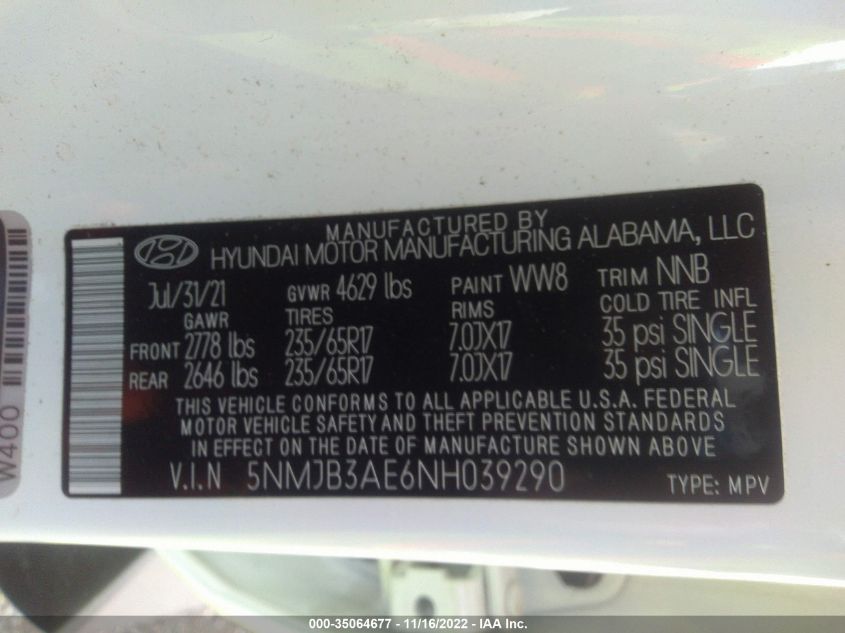 MANUFACTURED BY
HYUNDAI MOTOR MANUFACTURING ALABAMA, LLC
Jul/31/21 GVWR 4629 lbs PAINT WW8 TRIM NNB
GAWR TIRES RIMS COLD TIRE INFL
FRONT 2778 lbs 235/65R17 7.0JX17 35 psi SINGLE
REAR 2646 lbs 235/65R17 7.0JX17 35 psi SINGLE
THIS VEHICLE CONFORMS TO ALL APPLICABLE U.S.A. FEDERAL
MOTOR VEHICLE SAFETY AND THEFT PREVENTION STANDARDS
IN EFFECT ON THE DATE OF MANUFACTURE SHOWN ABOVE
V.I.N 5NMJB3AE6NH039290 TYPE: MPV
W400
000-35064677 - 11/16/2022 - IAA Inc.